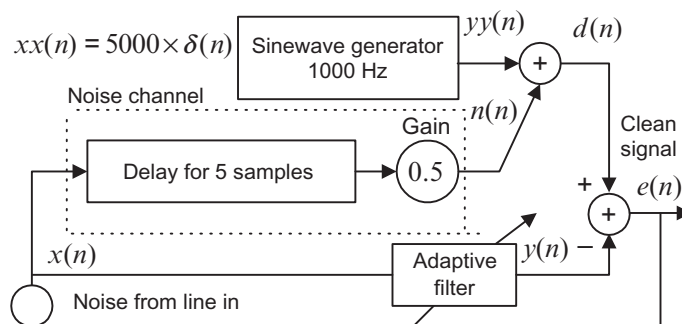 xx(n) = 5000×δ(n)
Sinewave generator
1000 Hz
yy(n)
d(n)
+
Noise channel
n(n)
Gain
Delay for 5 samples
0.5
Clean
signal
+
e(n)
+
x(n)
Adaptive
filter
y(n)
−
Noise from line in